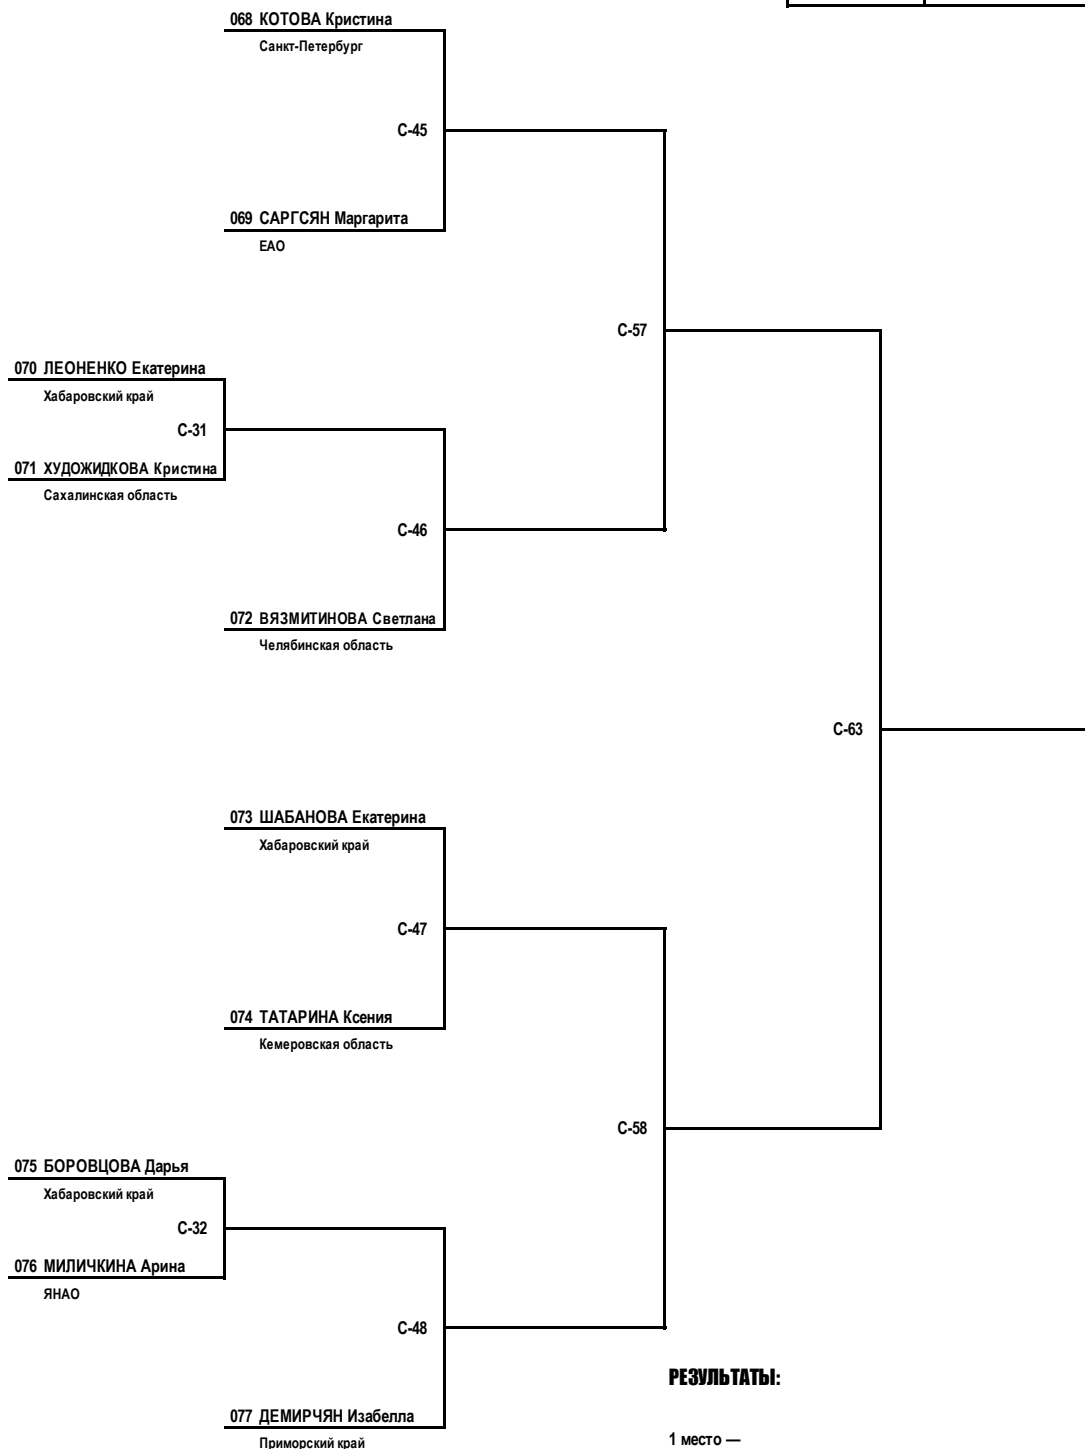 068 КОТОВА Кристина
Санкт-Петербург
С-45
069 САРГСЯН Маргарита
ЕАО
С-57
070 ЛЕОНЕНКО Екатерина
Хабаровский край
С-31
071 ХУДОЖИДКОВА Кристина
Сахалинская область
С-46
072 ВЯЗМИТИНОВА Светлана
Челябинская область
С-63
073 ШАБАНОВА Екатерина
Хабаровский край
С-47
074 ТАТАРИНА Ксения
Кемеровская область
С-58
075 БОРОВЦОВА Дарья
Хабаровский край
С-32
076 МИЛИЧКИНА Арина
ЯНАО
С-48
РЕЗУЛЬТАТЫ:
077 ДЕМИРЧЯН Изабелла
Приморский край
1 место —